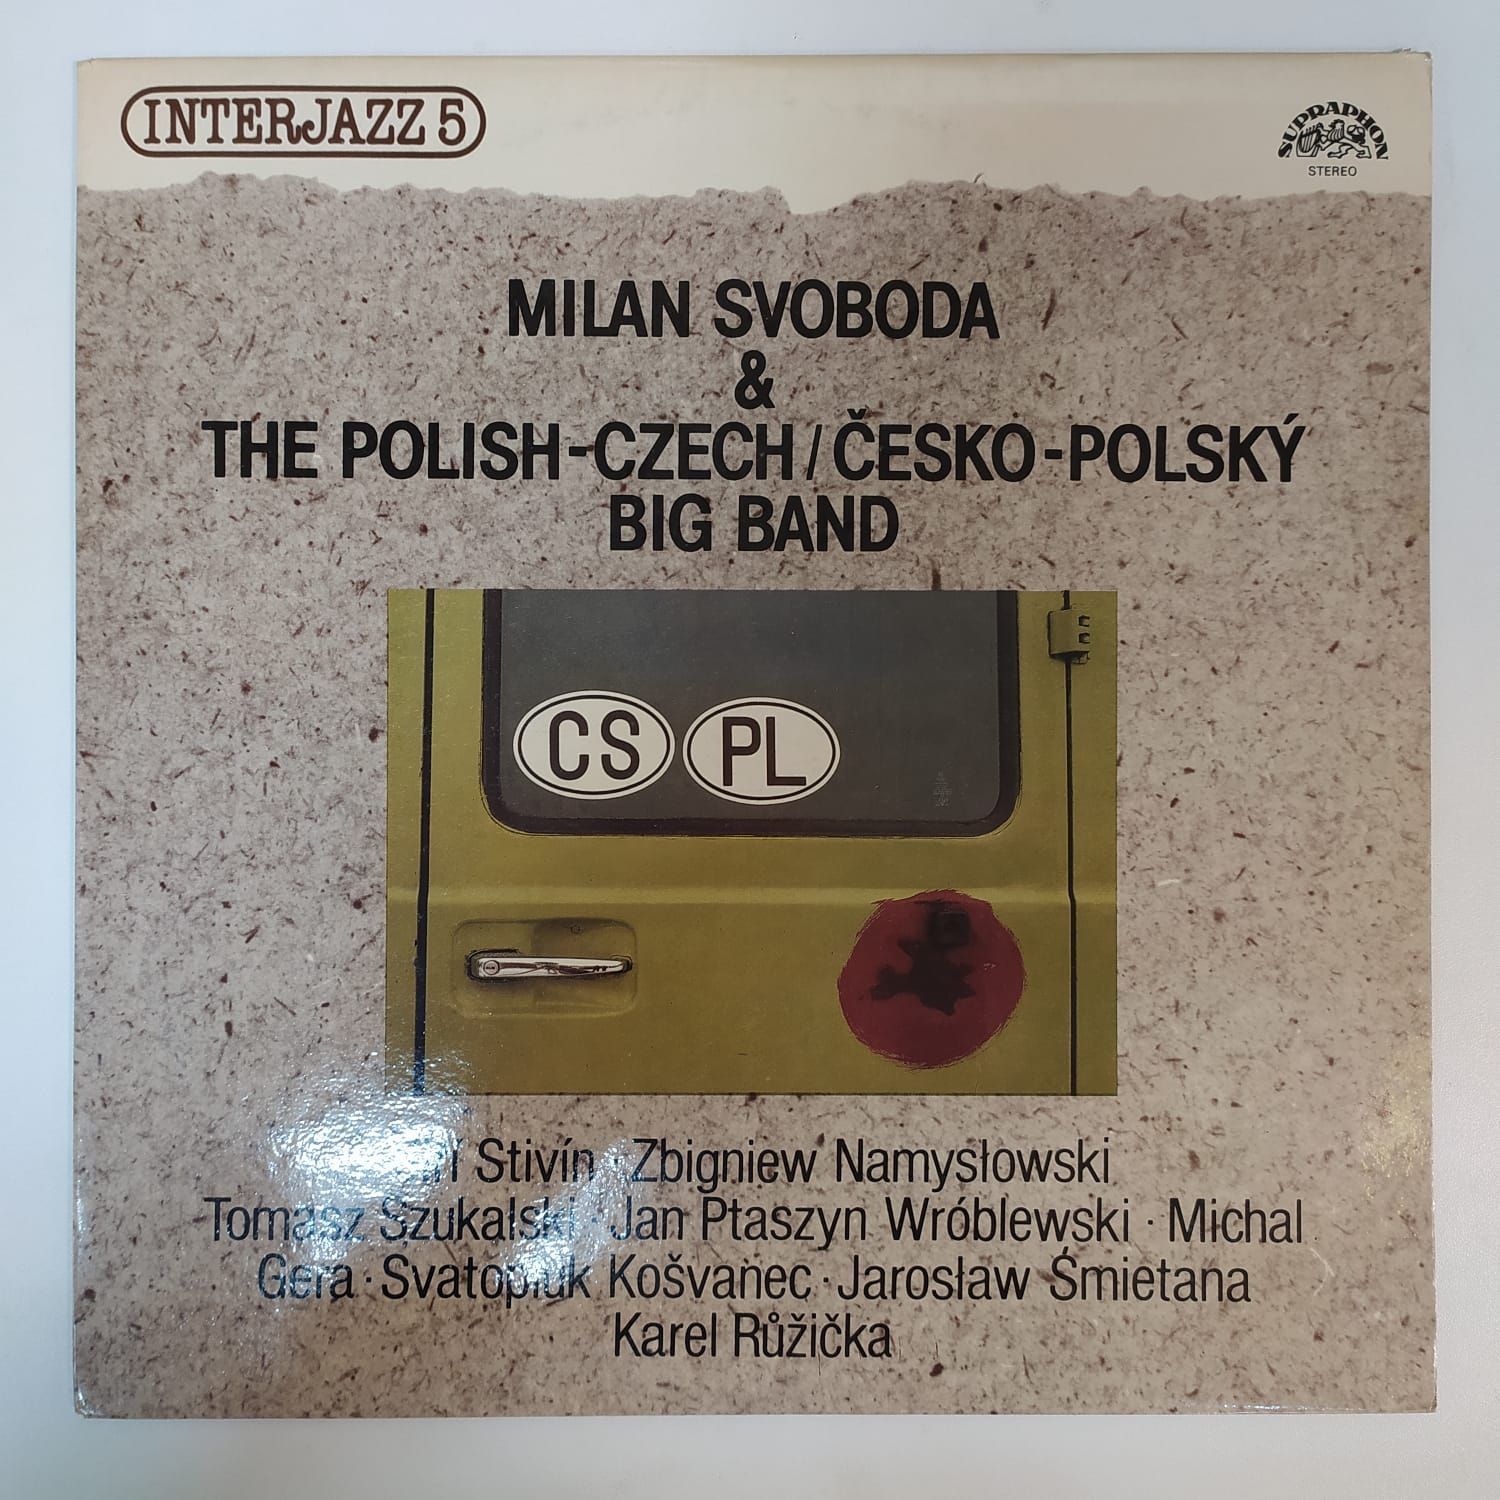 INTERJAZZ 5
SUPRAPHON
STEREO
MILAN SVOBODA
&
THE POLISH-CZECH/ČESKO-POLSKÝ
BIG BAND
CS PL
Stivín · Zbigniew Namysłowski
Tomasz Szukalski · Jan Ptaszyn Wróblewski · Michal
Gera · Svatopluk Košvanec · Jarosław Śmietana
Karel Růžička